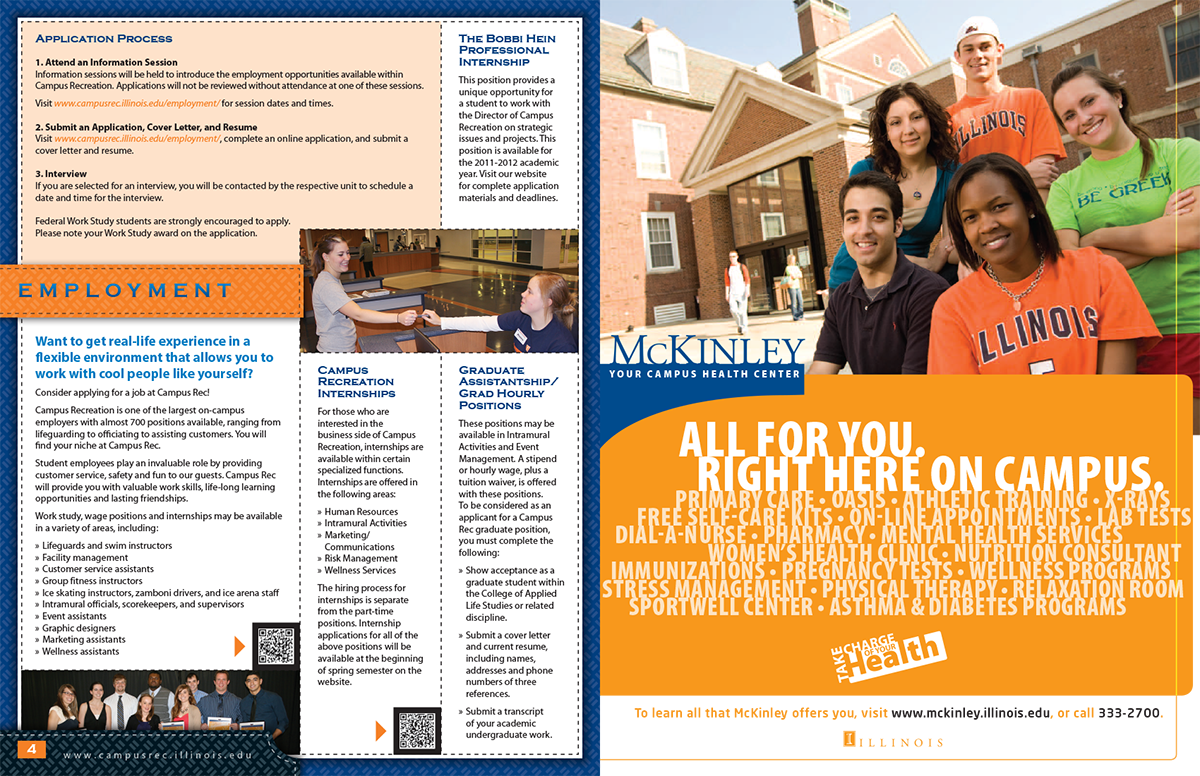 APPLICATION PROCESS
1. Attend an Information Session
Information sessions will be held to introduce the employment opportunities available within
Campus Recreation. Applications will not be reviewed without attendance at one of these sessions.
Visit www.campusrec.illinois.edu/employment/ for session dates and times.
2. Submit an Application, Cover Letter, and Resume
Visit www.campusrec.illinois.edu/employment/, complete an online application, and submit a
cover letter and resume.
3. Interview
If you are selected for an interview, you will be contacted by the respective unit to schedule a
date and time for the interview.
Federal Work Study students are strongly encouraged to apply.
Please note your Work Study award on the application.
THE BOBBI HEIN
PROFESSIONAL
INTERNSHIP
This position provides a
unique opportunity for
a student to work with
the Director of Campus
Recreation on strategic
issues and projects. This
position is available for
the 2011-2012 academic
year. Visit our website
for complete application
materials and deadlines.
EMPLOYMENT
Want to get real-life experience in a
flexible environment that allows you to
work with cool people like yourself?
Consider applying for a job at Campus Rec!
Campus Recreation is one of the largest on-campus
employers with almost 700 positions available, ranging from
lifeguarding to officiating to assisting customers. You will
find your niche at Campus Rec.
Student employees play an invaluable role by providing
customer service, safety and fun to our guests. Campus Rec
will provide you with valuable work skills, life-long learning
opportunities and lasting friendships.
Work study, wage positions and internships may be available
in a variety of areas, including:
» Lifeguards and swim instructors
» Facility management
» Customer service assistants
» Group fitness instructors
» Ice skating instructors, zamboni drivers, and ice arena staff
» Intramural officials, scorekeepers, and supervisors
» Event assistants
» Graphic designers
» Marketing assistants
» Wellness assistants
CAMPUS
RECREATION
INTERNSHIPS
For those who are
interested in the
business side of Campus
Recreation, internships are
available within certain
specialized functions.
Internships are offered in
the following areas:
» Human Resources
» Intramural Activities
» Marketing/
Communications
» Risk Management
» Wellness Services
The hiring process for
internships is separate
from the part-time
positions. Internship
applications for all of the
above positions will be
available at the beginning
of spring semester on the
website.
GRADUATE
ASSISTANTSHIP/
GRAD HOURLY
POSITIONS
These positions may be
available in Intramural
Activities and Event
Management. A stipend
or hourly wage, plus a
tuition waiver, is offered
with these positions.
To be considered as an
applicant for a Campus
Rec graduate position,
you must complete the
following:
» Show acceptance as a
graduate student within
the College of Applied
Life Studies or related
discipline.
» Submit a cover letter
and current resume,
including names,
addresses and phone
numbers of three
references.
» Submit a transcript
of your academic
undergraduate work.
4
www.campusrec.illinois.edu
ILLINOIS
BE GREEN
ILLINOIS
MCKINLEY
YOUR CAMPUS HEALTH CENTER
ALL FOR YOU.
RIGHT HERE ON CAMPUS.
PRIMARY CARE • OASIS • ATHLETIC TRAINING • X-RAYS
FREE SELF-CARE KITS • ON-LINE APPOINTMENTS • LAB TESTS
DIAL-A-NURSE • PHARMACY • MENTAL HEALTH SERVICES
WOMEN'S HEALTH CLINIC • NUTRITION CONSULTANT
IMMUNIZATIONS • PREGNANCY TESTS • WELLNESS PROGRAMS
STRESS MANAGEMENT • PHYSICAL THERAPY • RELAXATION ROOM
SPORTWELL CENTER • ASTHMA & DIABETES PROGRAMS
TAKE CHARGE OF YOUR Health
To learn all that McKinley offers you, visit www.mckinley.illinois.edu, or call 333-2700.
I ILLINOIS